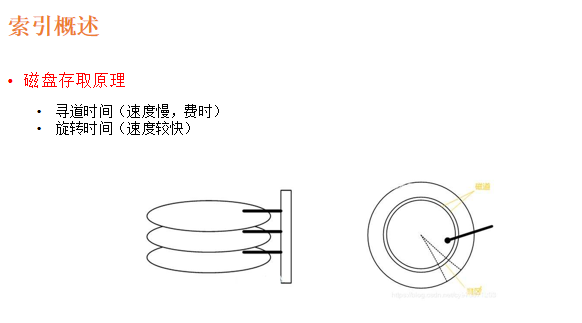 索引概述
磁盘存取原理
寻道时间（速度慢，费时）
旋转时间（速度较快）
磁道
扇区